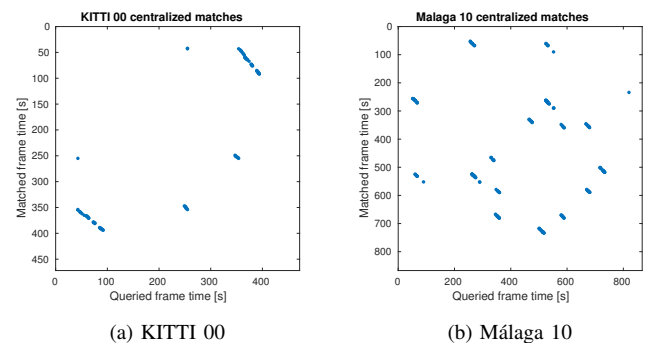 KITTI 00 centralized matches
Matched frame time [s]
0
50
100
150
200
250
300
350
400
450
0 200 400
Queried frame time [s]
(a) KITTI 00
Malaga 10 centralized matches
Matched frame time [s]
0
100
200
300
400
500
600
700
800
0 200 400 600 800
Queried frame time [s]
(b) Málaga 10